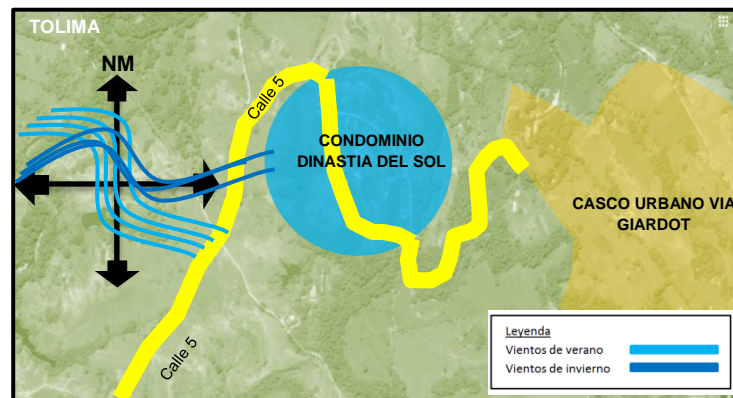 TOLIMA
NM
Calle 5
CONDOMINIO
DINASTIA DEL SOL
CASCO URBANO VIA
GIARDOT
Calle 5
Leyenda
Vientos de verano
Vientos de invierno